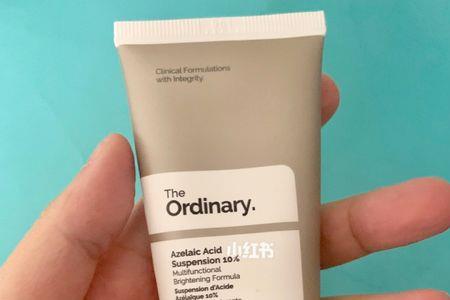 Clinical Formulations
with Integrity.
The
Ordinary.
Azelaic Acid
Suspension 10%
小红书
Multifunctional
Brightening Formula
Suspension d'Acide
Azélaïque 10%